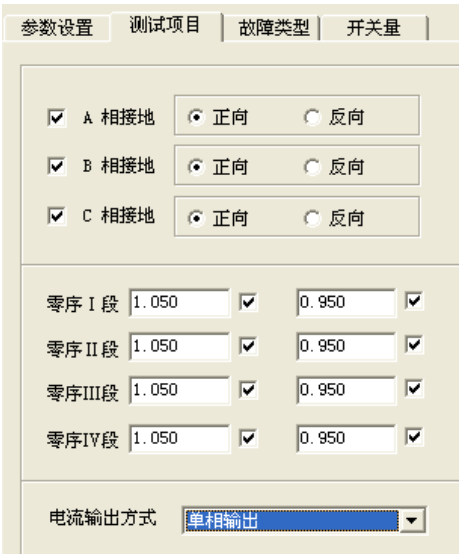 参数设置 测试项目 故障类型 开关量
A 相接地 正向 反向
B 相接地 正向 反向
C 相接地 正向 反向
零序 I 段 1.050 0.950
零序 II 段 1.050 0.950
零序III段 1.050 0.950
零序IV段 1.050 0.950
电流输出方式 单相输出